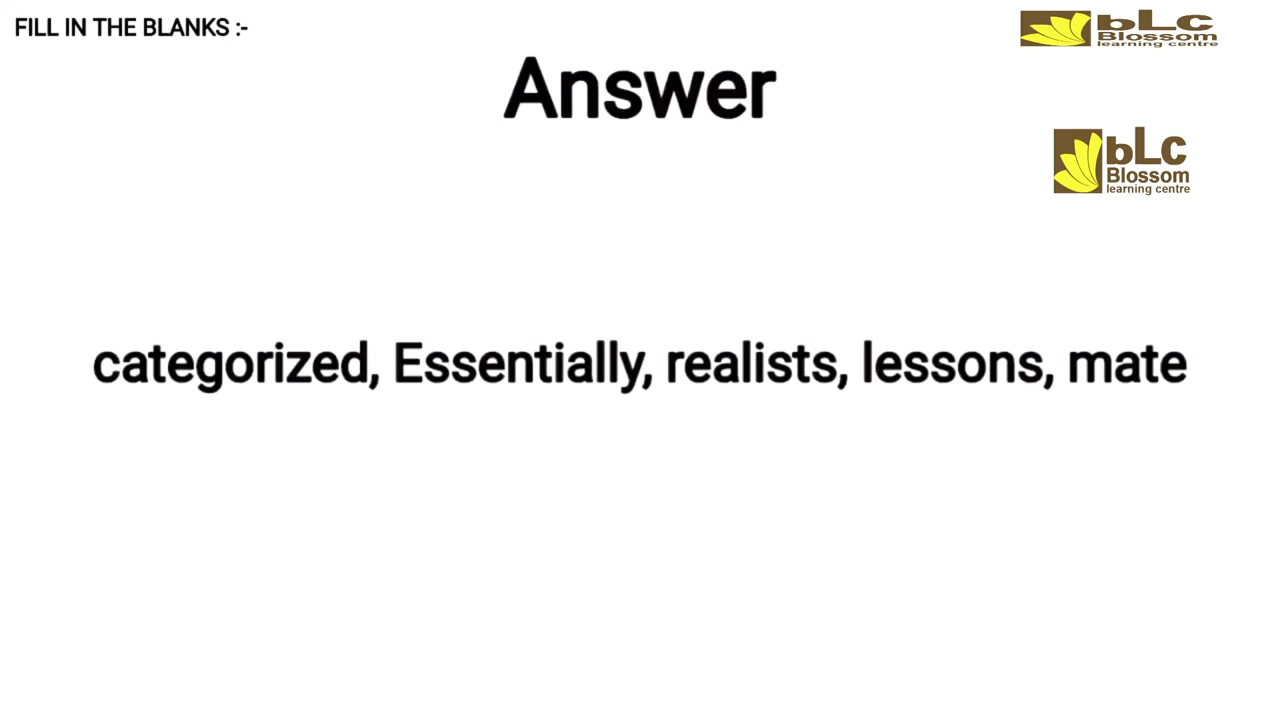 FILL IN THE BLANKS :-
bLc
Blossom
learning centre
Answer
bLc
Blossom
learning centre
categorized, Essentially, realists, lessons, mate